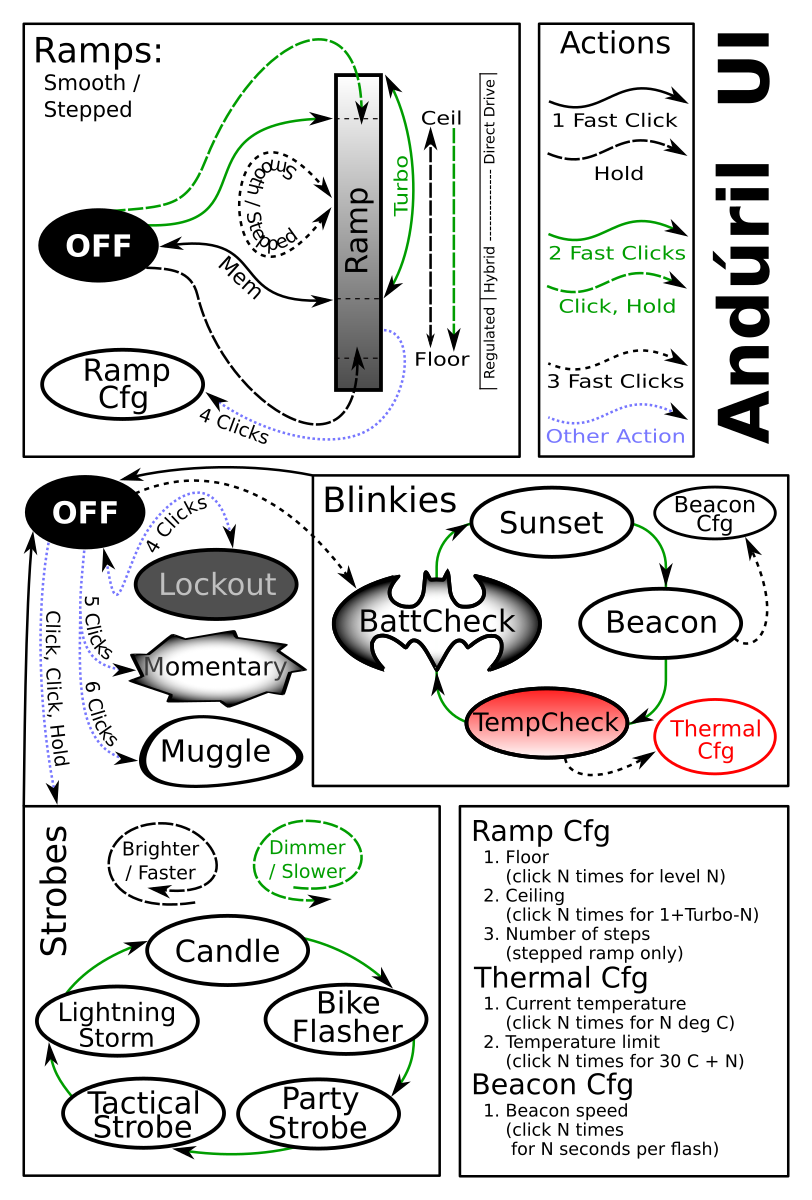 Ramps:
Smooth /
Stepped
OFF
Smooth / Stepped
Mem
Ramp
Turbo
Ceil
Floor
Regulated
Hybrid ---------------- Direct Drive
Ramp
Cfg
4 Clicks
Actions
1 Fast Click
Hold
2 Fast Clicks
Click, Hold
3 Fast Clicks
Other Action
Andúril UI
OFF
4 Clicks
Lockout
5 Clicks
Momentary
6 Clicks
Muggle
Click, Click, Hold
Blinkies
Sunset
Beacon
Cfg
BattCheck
Beacon
TempCheck
Thermal
Cfg
Strobes
Brighter
/ Faster
Dimmer
/ Slower
Candle
Lightning
Storm
Bike
Flasher
Tactical
Strobe
Party
Strobe
Ramp Cfg
1. Floor
(click N times for level N)
2. Ceiling
(click N times for 1+Turbo-N)
3. Number of steps
(stepped ramp only)
Thermal Cfg
1. Current temperature
(click N times for N deg C)
2. Temperature limit
(click N times for 30 C + N)
Beacon Cfg
1. Beacon speed
(click N times
for N seconds per flash)